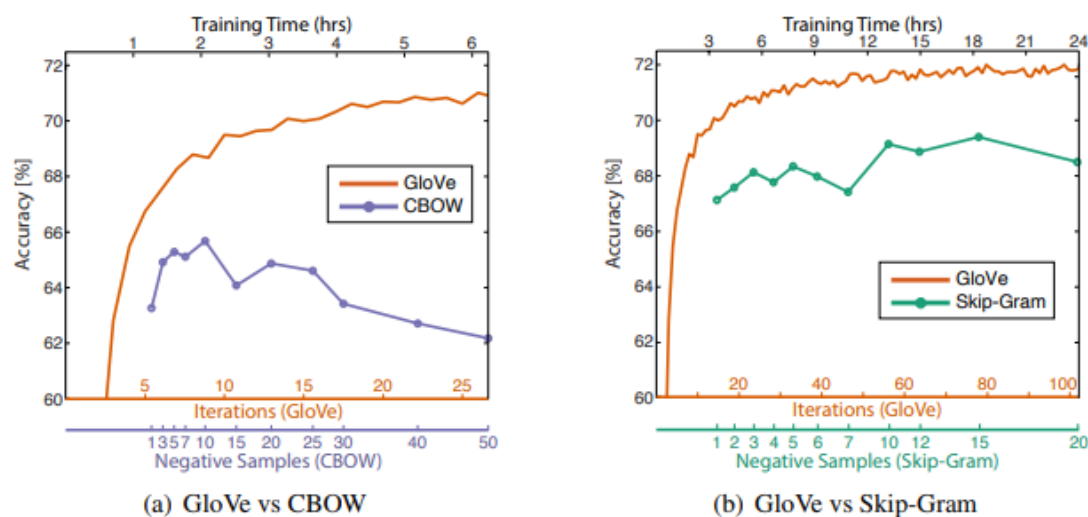 Training Time (hrs)
1 2 3 4 5 6
72
70
68
66
64
62
60
Accuracy [%]
GloVe
CBOW
5 10 15 20 25
Iterations (GloVe)
1 3 5 7 10 15 20 25 30 40 50
Negative Samples (CBOW)
(a) GloVe vs CBOW
Training Time (hrs)
3 6 9 12 15 18 21 24
72
70
68
66
64
62
60
Accuracy [%]
GloVe
Skip-Gram
20 40 60 80 100
Iterations (GloVe)
1 2 3 4 5 6 7 10 12 15 20
Negative Samples (Skip-Gram)
(b) GloVe vs Skip-Gram